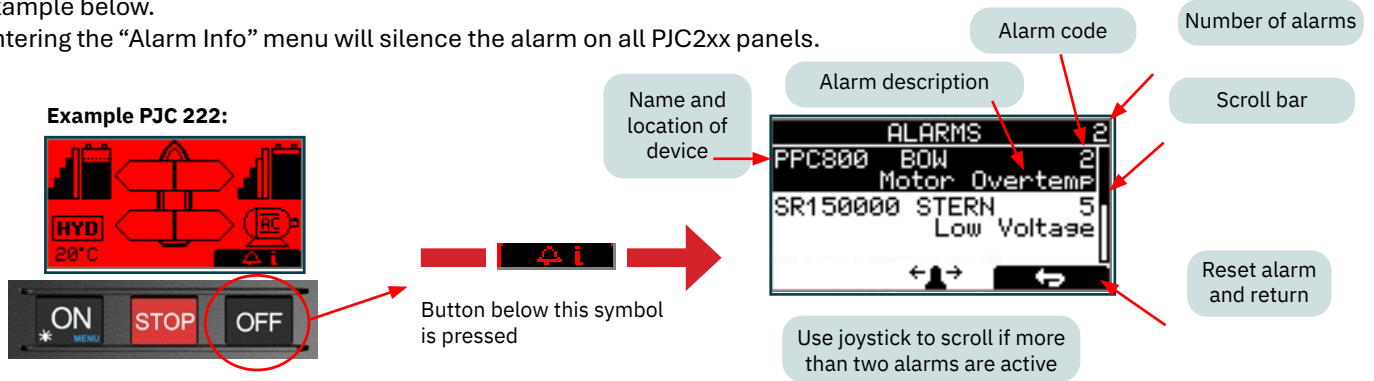 xample below.
ntering the “Alarm Info” menu will silence the alarm on all PJC2xx panels.
Number of alarms
Alarm code
Alarm description
Scroll bar
Name and
location of
device
Example PJC 222:
HYD
20°C
AC
i
ON
MENU
STOP
OFF
i
Button below this symbol
is pressed
ALARMS 2
PPC800 BOW 2
Motor Overtemp
SR150000 STERN 5
Low Voltage
Reset alarm
and return
Use joystick to scroll if more
than two alarms are active